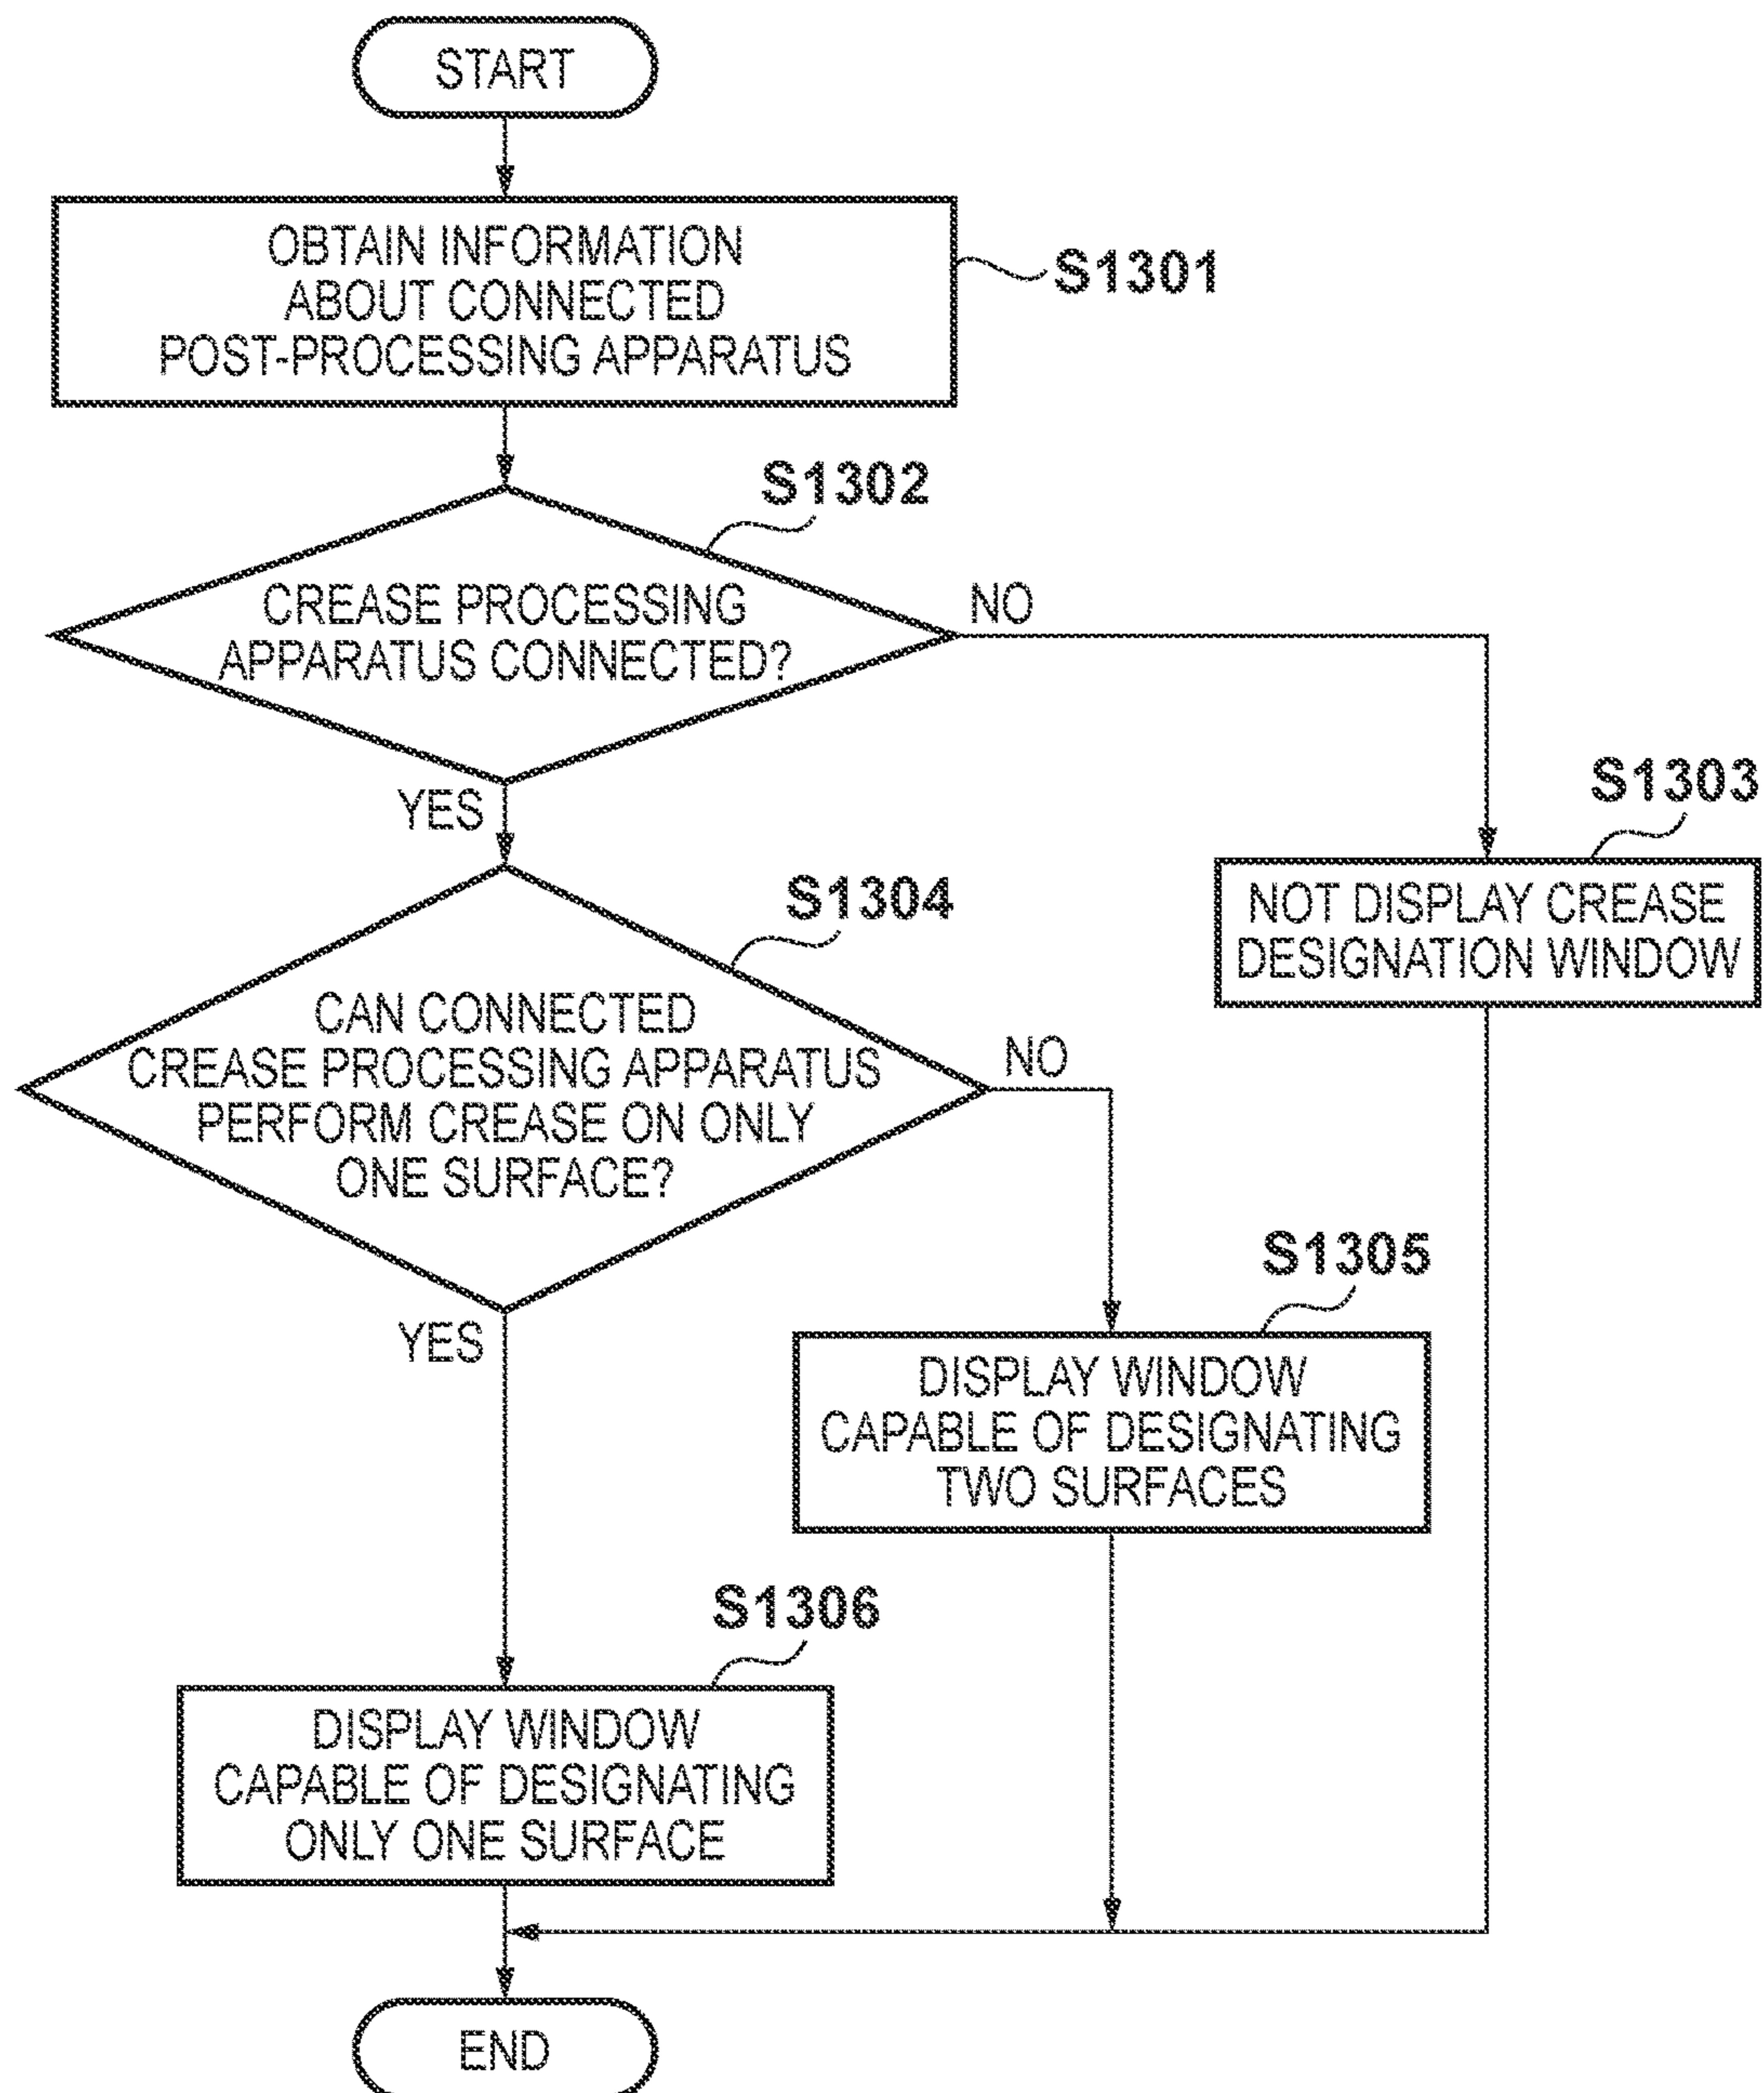 START
OBTAIN INFORMATION
ABOUT CONNECTED
POST-PROCESSING APPARATUS
S1301
S1302
CREASE PROCESSING
APPARATUS CONNECTED?
NO
YES
S1303
NOT DISPLAY CREASE
DESIGNATION WINDOW
S1304
CAN CONNECTED
CREASE PROCESSING APPARATUS
PERFORM CREASE ON ONLY
ONE SURFACE?
NO
YES
S1305
DISPLAY WINDOW
CAPABLE OF DESIGNATING
TWO SURFACES
S1306
DISPLAY WINDOW
CAPABLE OF DESIGNATING
ONLY ONE SURFACE
END